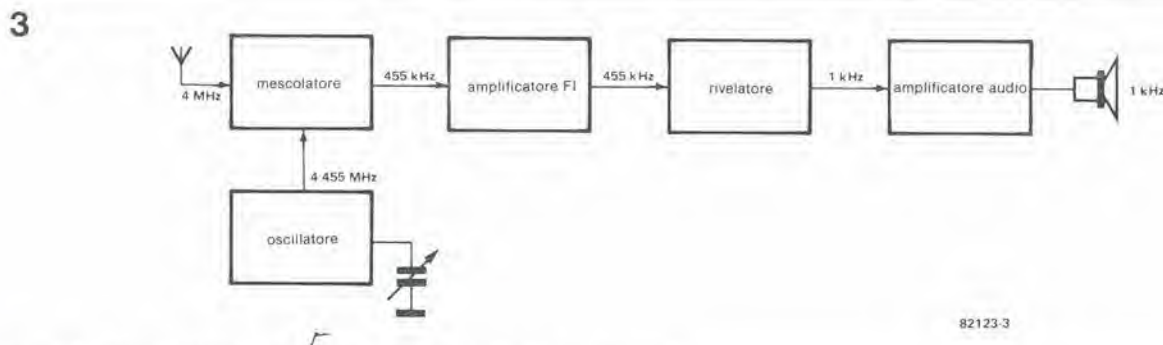 3
mescolatore
455 kHz
amplificatore FI
455 kHz
rivelatore
1 kHz
amplificatore audio
1 kHz
4 MHz
4 455 MHz
oscillatore
82123-3